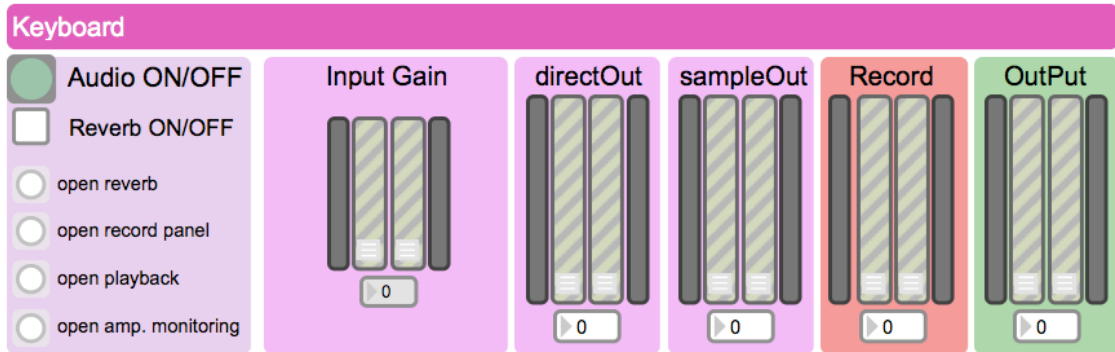 Keyboard
Audio ON/OFF
Reverb ON/OFF
open reverb
open record panel
open playback
open amp. monitoring
Input Gain
0
directOut
0
sampleOut
0
Record
0
OutPut
0